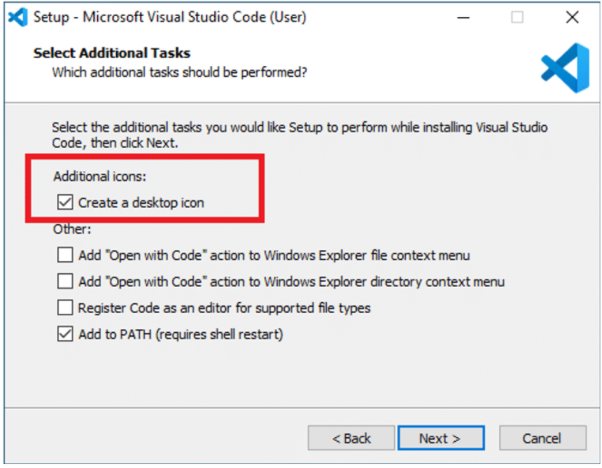 Setup - Microsoft Visual Studio Code (User)
Select Additional Tasks
Which additional tasks should be performed?
Select the additional tasks you would like Setup to perform while installing Visual Studio
Code, then click Next.
Additional icons:
Create a desktop icon
Other:
Add "Open with Code" action to Windows Explorer file context menu
Add "Open with Code" action to Windows Explorer directory context menu
Register Code as an editor for supported file types
Add to PATH (requires shell restart)
< Back Next > Cancel